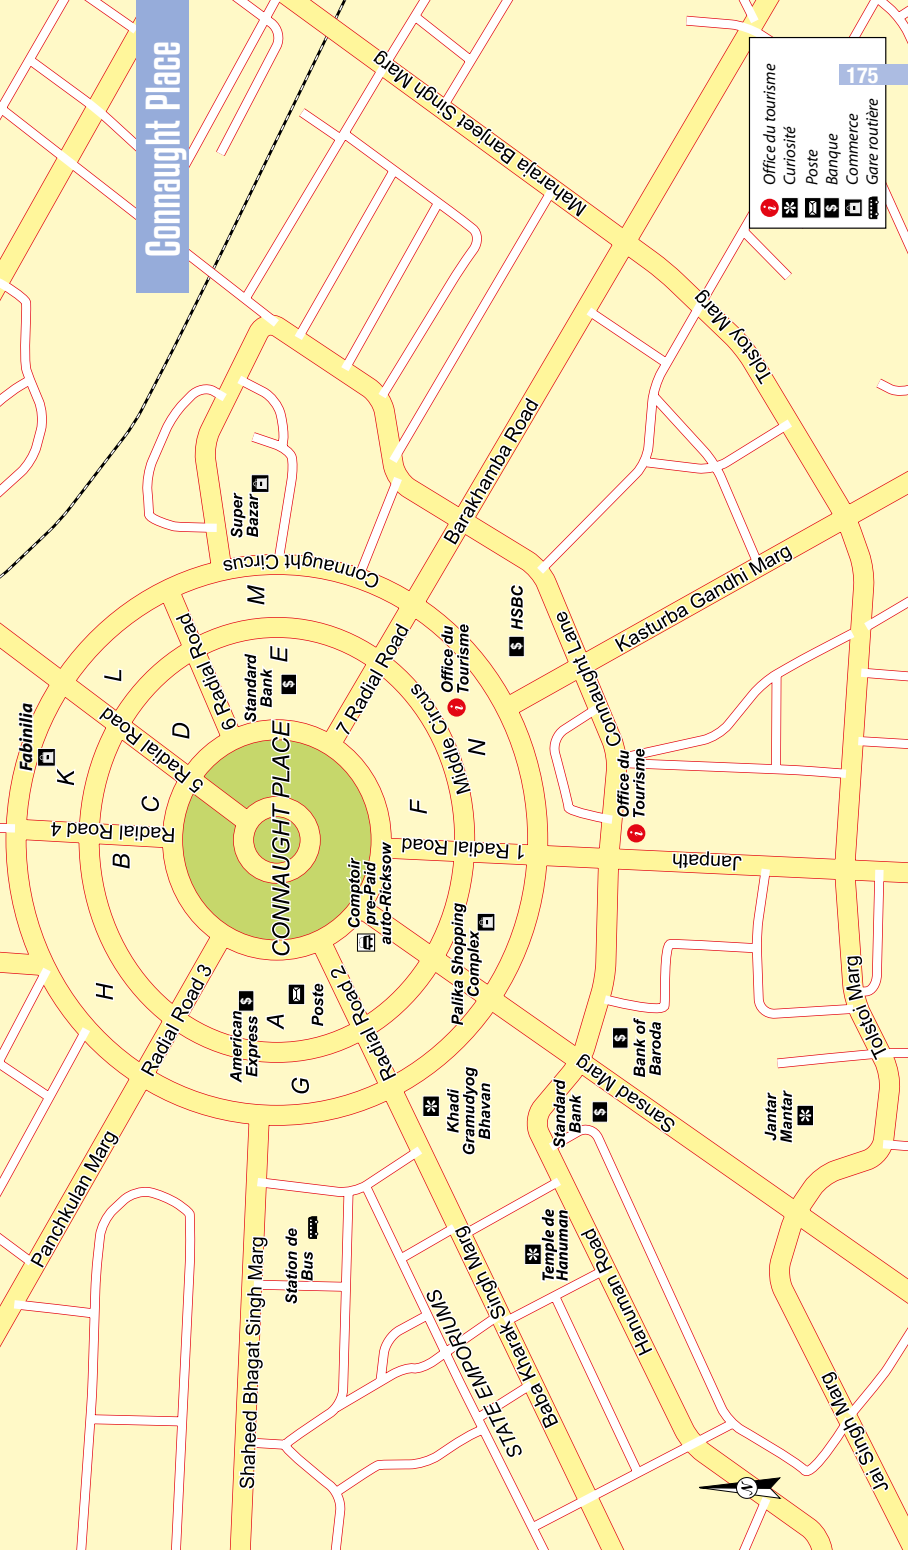 Connaught Place
175
Office du tourisme
Curiosité
Poste
Banque
Commerce
Gare routière
Maharaja Banjeet Singh Marg
Tolstoy Marg
Barakhamba Road
Super
Bazar
Connaught Circus
M
HSBC
Kasturba Gandhi Marg
Connaught Lane
L
6 Radial Road
Standard
Bank
E
7 Radial Road
Office du
Tourisme
Middle Circus
N
Fabinilia
5 Radial Road
D
K
C
Radial Road 4
B
CONNAUGHT PLACE
F
1 Radial Road
Office du
Tourisme
Janpath
Comptoir
pre-Paid
auto-Ricksow
Palika Shopping
Complex
H
Radial Road 3
American
Express
A
Poste
Radial Road 2
G
Khadi
Gramudyog
Bhavan
Standard
Bank
Sansad Marg
Bank of
Baroda
Tolstoi Marg
Jantar
Mantar
Panchkulan Marg
Shaheed Bhagat Singh Marg
Station de
Bus
STATE EMPORIUMS
Baba Kharak Singh Marg
Temple de
Hanuman
Hanuman Road
Jai Singh Marg
N